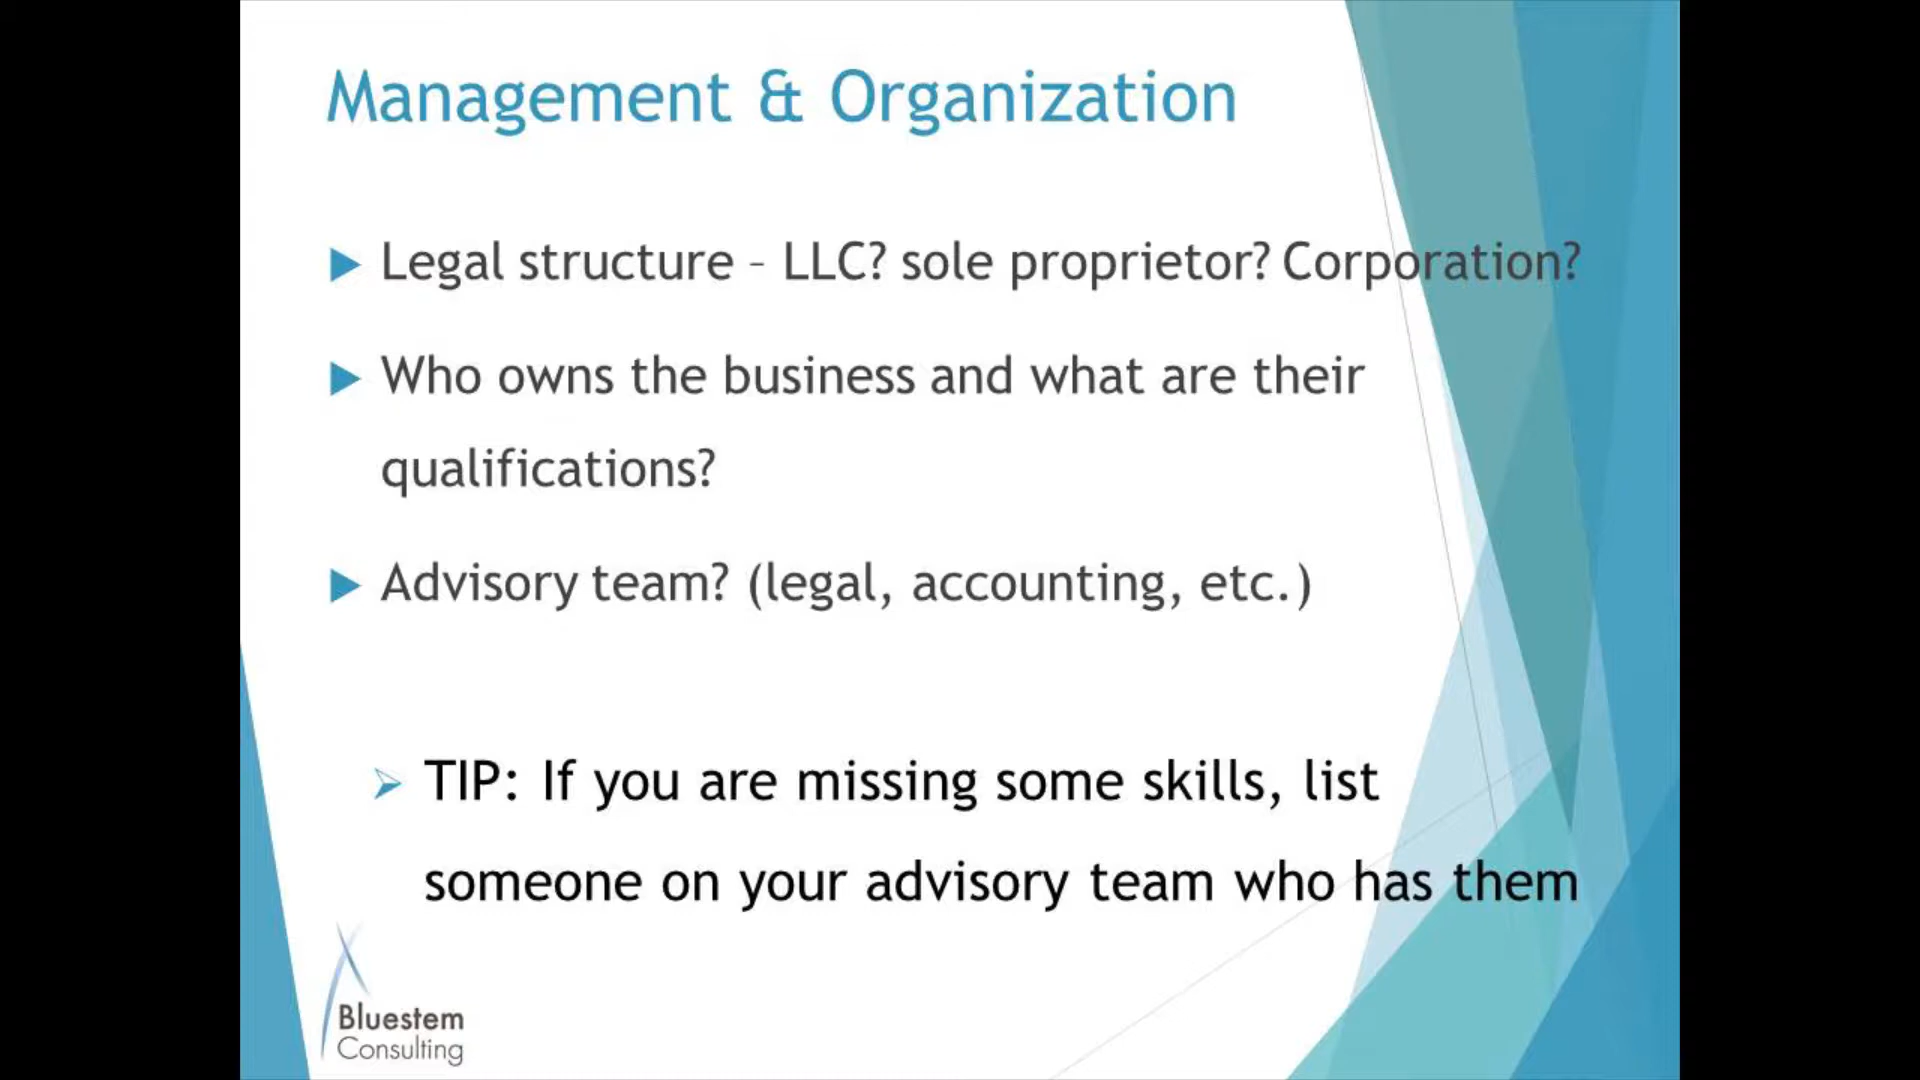 Management & Organization
Legal structure – LLC? sole proprietor? Corporation?
Who owns the business and what are their
qualifications?
Advisory team? (legal, accounting, etc.)
TIP: If you are missing some skills, list
someone on your advisory team who has them
Bluestem
Consulting